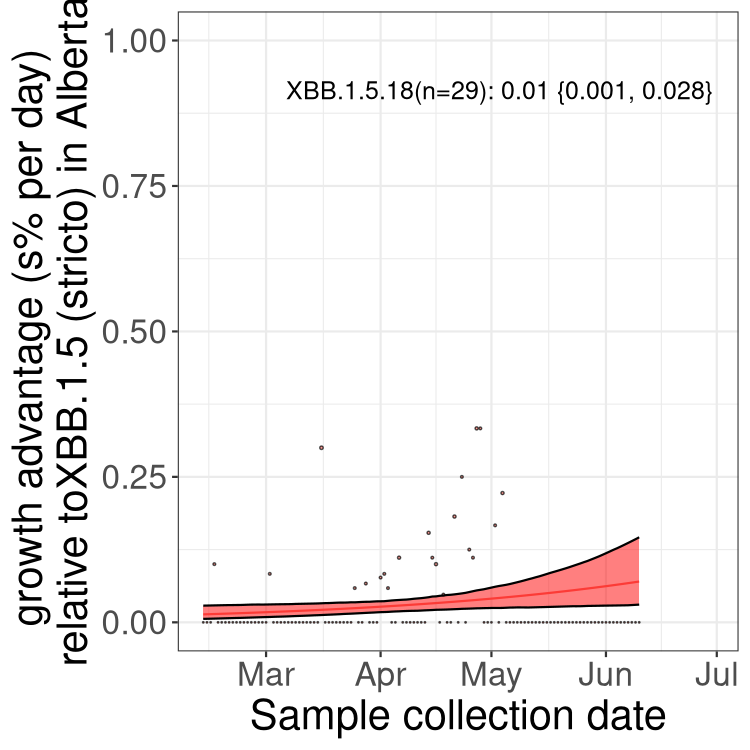 growth advantage (s% per day)
relative toXBB.1.5 (stricto) in Alberta
1.00
0.75
0.50
0.25
0.00
XBB.1.5.18(n=29): 0.01 {0.001, 0.028}
Mar
Apr
May
Jun
Jul
Sample collection date